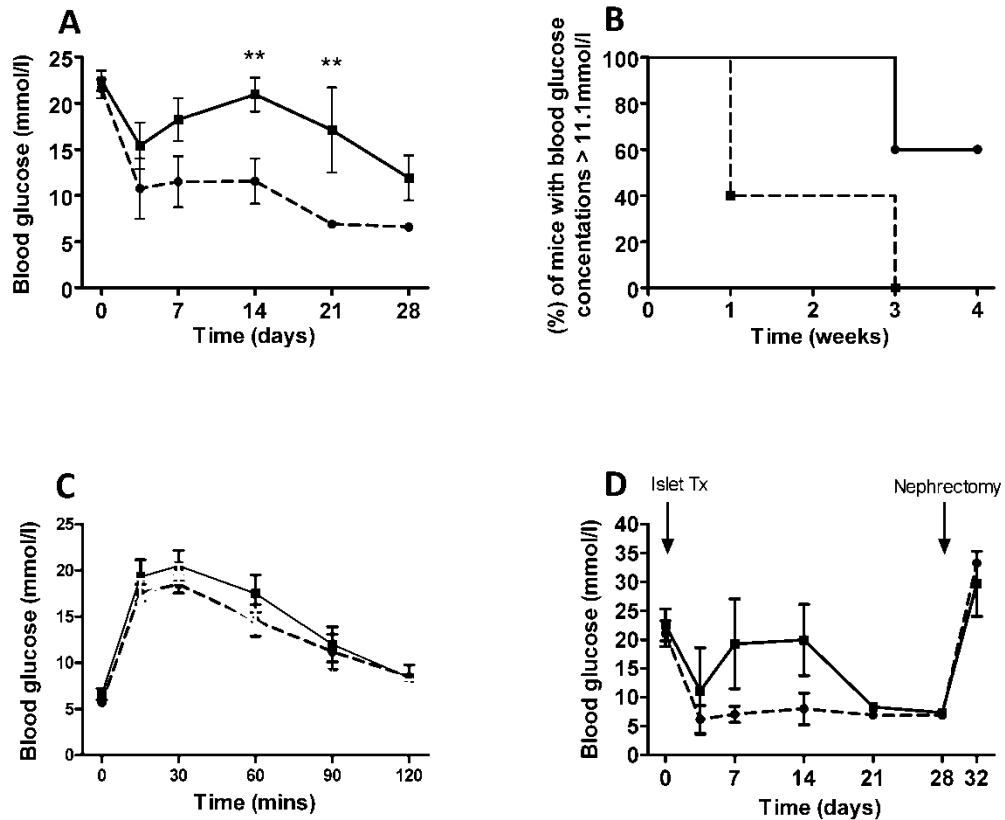 A
**
**
Blood glucose (mmol/l)
25
20
15
10
5
0
0 7 14 21 28
Time (days)
B
(%) of mice with blood glucose
concentrations > 11.1mmol/l
100
80
60
40
20
0
1 2 3 4
Time (weeks)
C
Blood glucose (mmol/l)
25
20
15
10
5
0
0 30 60 90 120
Time (mins)
D
Islet Tx
Nephrectomy
Blood glucose (mmol/l)
40
35
30
25
20
15
10
5
0
0 7 14 21 28 32
Time (days)